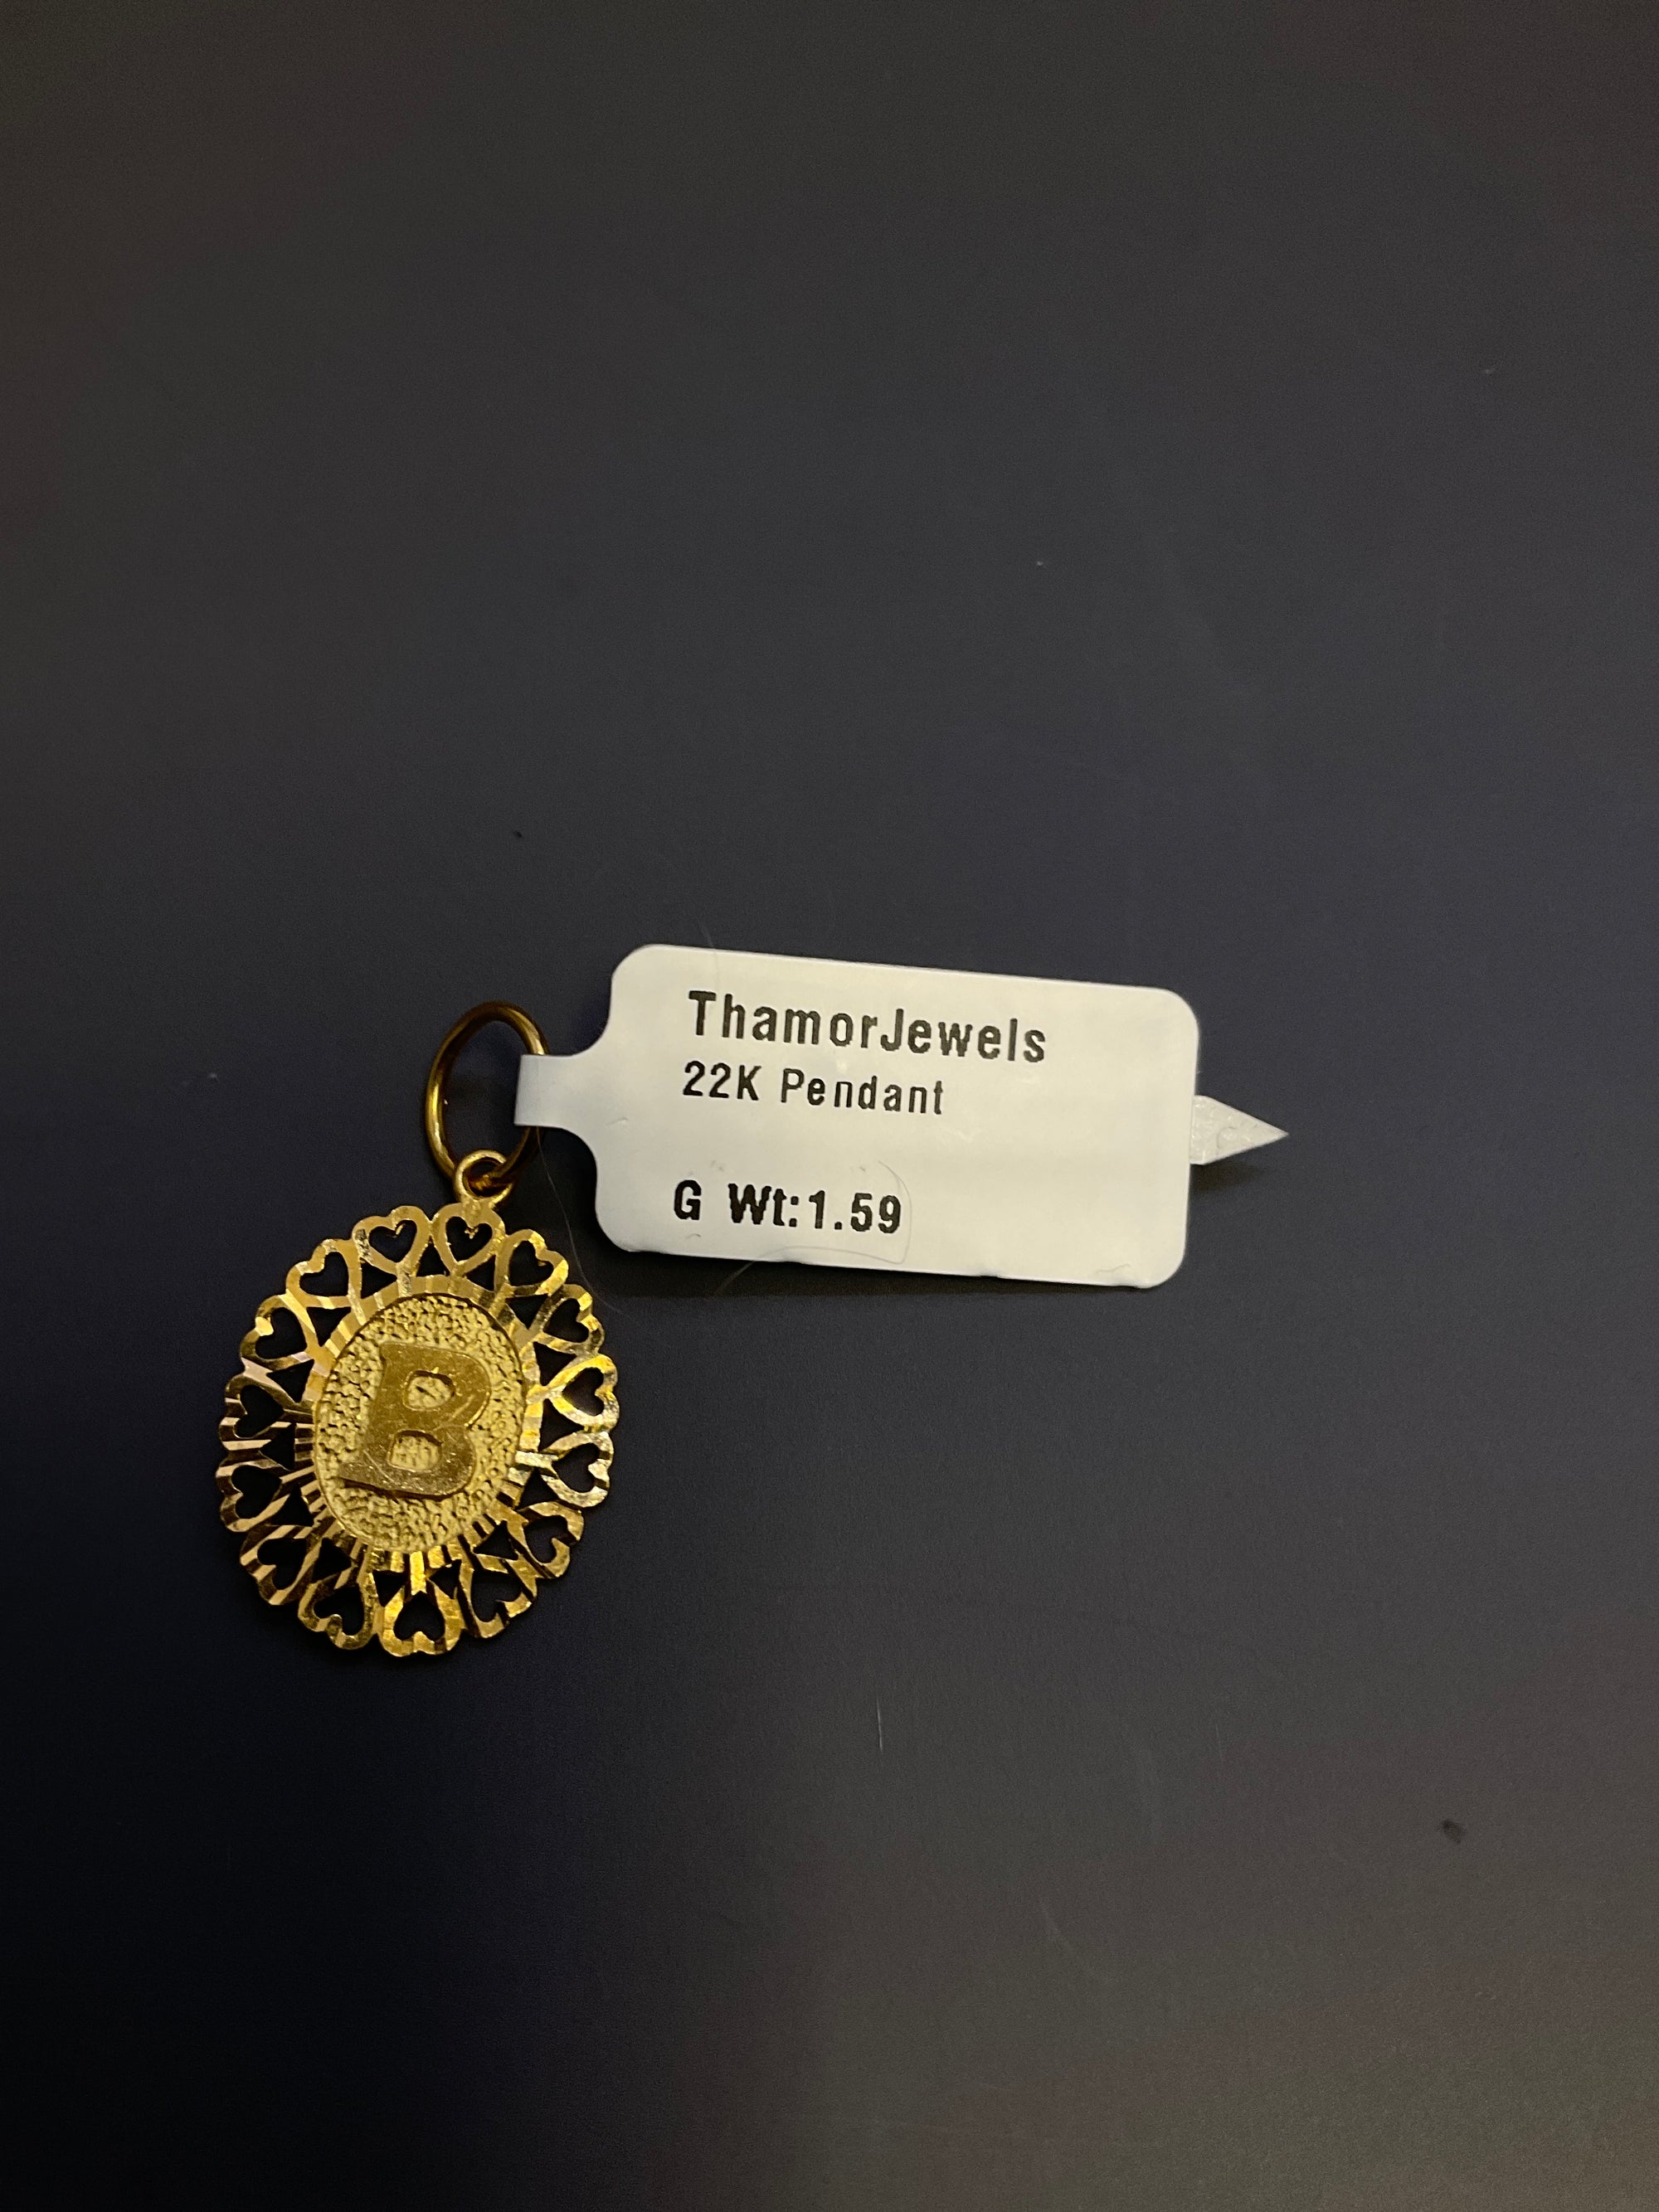 ThamorJewels
22K Pendant
G Wt:1.59
B